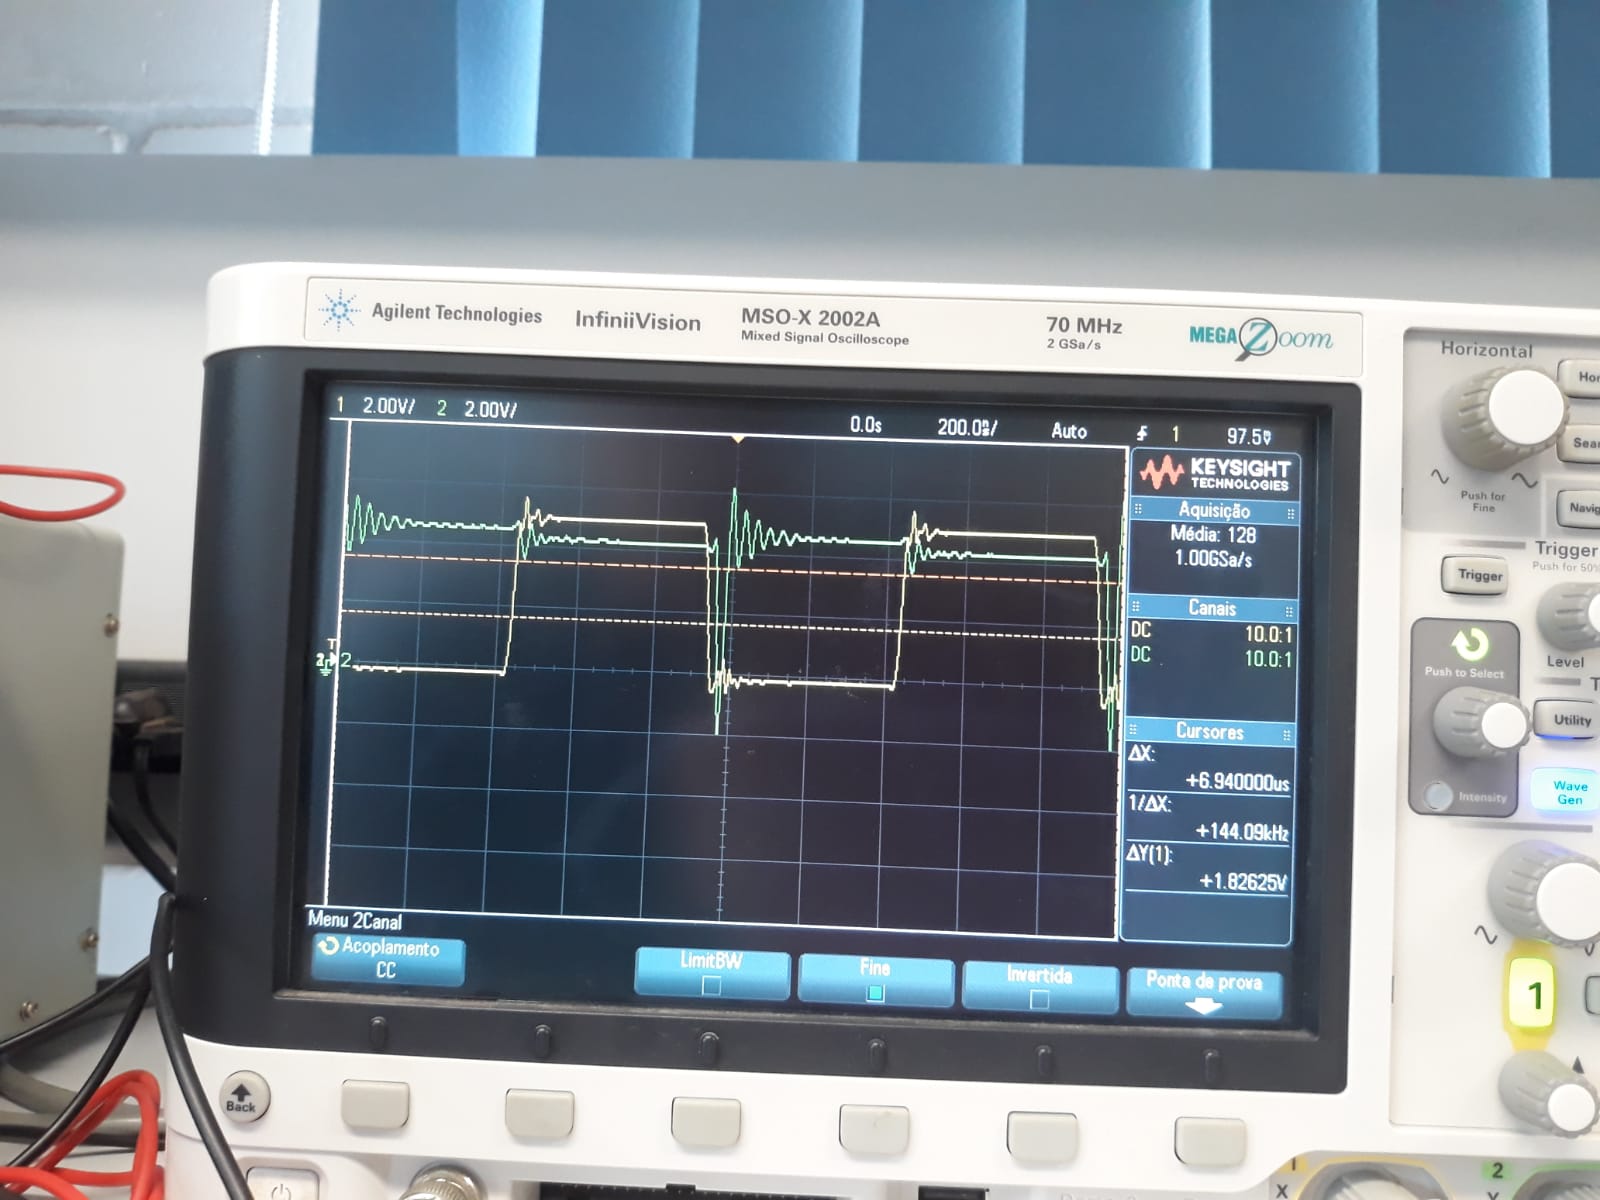 Agilent Technologies InfiniiVision MSO-X 2002A 70 MHz MEGA Zoom
Mixed Signal Oscilloscope 2 GSa/s
Horizontal
Push for Fine
Trigger
Push for 50%
Trigger
Level
Push to Select
Utility
Intensity
Wave Gen
1
1 2.00V/ 2 2.00V/ 0.0s 200.0ns/ Auto 1 97.5
KEYSIGHT
TECHNOLOGIES
Aquisição
Média: 128
1.00GSa/s
Canais
DC 10.0:1
DC 10.0:1
Cursores
ΔX:
+6.940000us
1/ΔX:
+144.09kHz
ΔY(1):
+1.82625V
T
2
Menu 2Canal
Acoplamento
CC
LimitBW
Fine
Invertida
Ponta de prova
Back
1
2
X